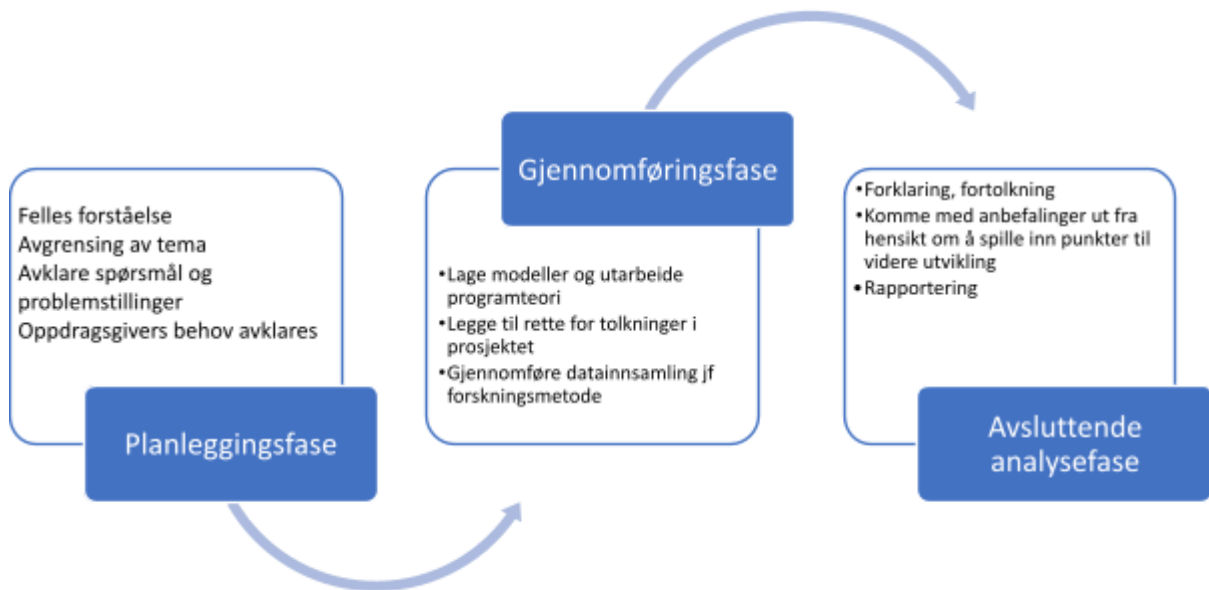 Felles forståelse
Avgrensing av tema
Avklare spørsmål og
problemstillinger
Oppdragsgivers behov avklares
Planleggingsfase
Gjennomføringsfase
•Lage modeller og utarbeide
programteori
•Legge til rette for tolkninger i
prosjektet
•Gjennomføre datainnsamling jf
forskningsmetode
•Forklaring, fortolkning
•Komme med anbefalinger ut fra
hensikt om å spille inn punkter til
videre utvikling
•Rapportering
Avsluttende
analysefase